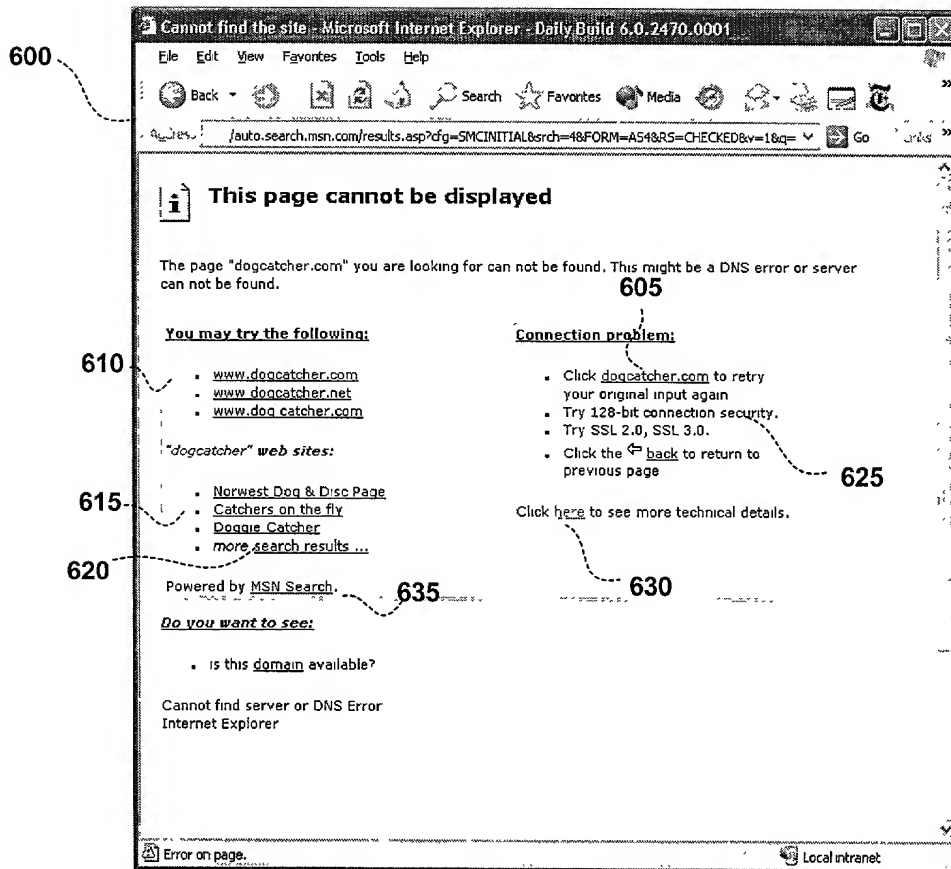 Cannot find the site - Microsoft Internet Explorer - Daily Build 6.0.2470.0001
600
File Edit View Favorites Tools Help
Back Search Favorites Media
/auto.search.msn.com/results.asp?cfg=SMCINITIAL&srch=4&FORM=AS4&RS=CHECKED&v=1&q= Go
This page cannot be displayed
The page "dogcatcher.com" you are looking for can not be found. This might be a DNS error or server
can not be found.
605
You may try the following:
Connection problem:
610
www.dogcatcher.com
www dogcatcher.net
www.dog catcher.com
Click dogcatcher.com to retry
your original input again
Try 128-bit connection security.
Try SSL 2.0, SSL 3.0.
Click the back to return to
previous page
625
"dogcatcher" web sites:
615
Norwest Dog & Disc Page
Catchers on the fly
Doggie Catcher
more search results ...
620
Click here to see more technical details.
630
Powered by MSN Search.
635
Do you want to see:
is this domain available?
Cannot find server or DNS Error
Internet Explorer
Error on page.
Local intranet